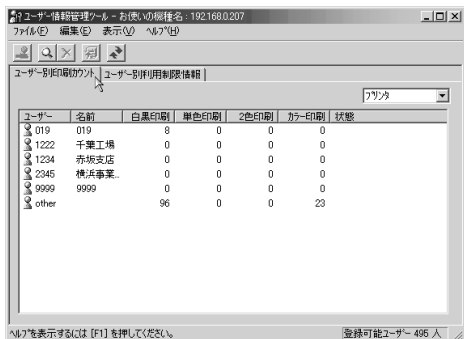 ユーザー情報管理ツール - お使いの機種名 : 192.168.0.207
ファイル(F) 編集(E) 表示(V) ヘルプ(H)
ユーザー別印刷カウント ユーザー別利用制限情報
プリンタ
ユーザー 名前 白黒印刷 単色印刷 2色印刷 カラー印刷 状態
019 019 8 0 0 0
1222 千葉工場 0 0 0 0
1234 赤坂支店 0 0 0 0
2345 横浜事業... 0 0 0 0
9999 9999 0 0 0 0
other 96 0 0 23
ヘルプを表示するには [F1] を押してください。 登録可能ユーザー 495 人